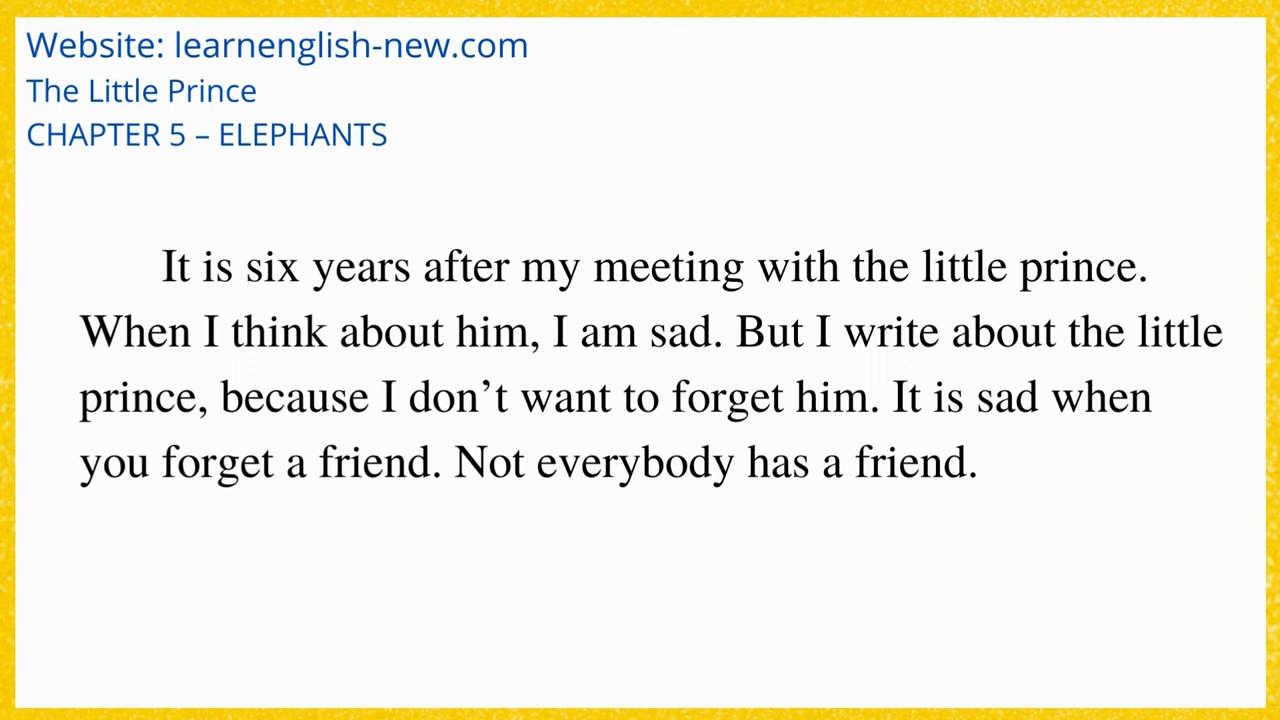 Website: learnenglish-new.com
The Little Prince
CHAPTER 5 – ELEPHANTS
It is six years after my meeting with the little prince.
When I think about him, I am sad. But I write about the little
prince, because I don’t want to forget him. It is sad when
you forget a friend. Not everybody has a friend.